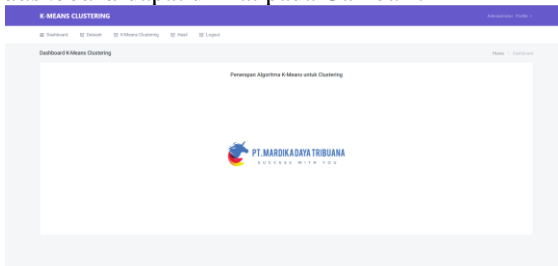 K-MEANS CLUSTERING
Administrator Profile
Dashboard Dataset K-Means Clustering Hasil Logout
Dashboard K-Means Clustering
Home / Dashboard
Penerapan Algoritma K-Means untuk Clustering
PT. MARDIKA DAYA TRIBUANA
SUCCESS WITH YOU